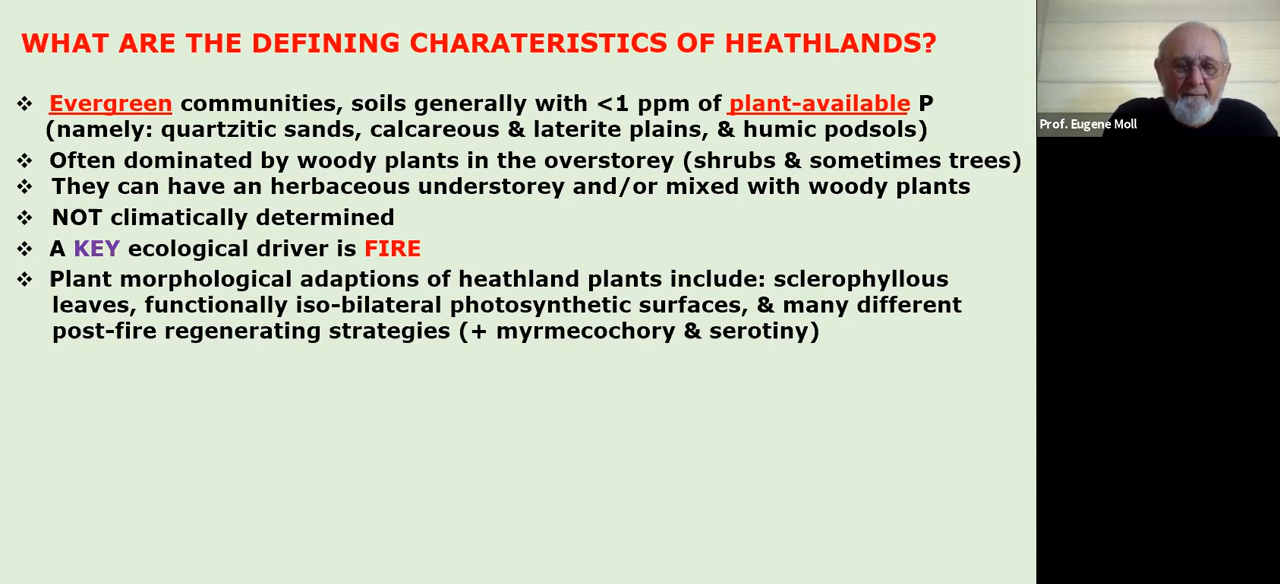 WHAT ARE THE DEFINING CHARATERISTICS OF HEATHLANDS?
❖ Evergreen communities, soils generally with <1 ppm of plant-available P
(namely: quartzitic sands, calcareous & laterite plains, & humic podsols)
❖ Often dominated by woody plants in the overstorey (shrubs & sometimes trees)
❖ They can have an herbaceous understorey and/or mixed with woody plants
❖ NOT climatically determined
❖ A KEY ecological driver is FIRE
❖ Plant morphological adaptions of heathland plants include: sclerophyllous
leaves, functionally iso-bilateral photosynthetic surfaces, & many different
post-fire regenerating strategies (+ myrmecochory & serotiny)
Prof. Eugene Moll